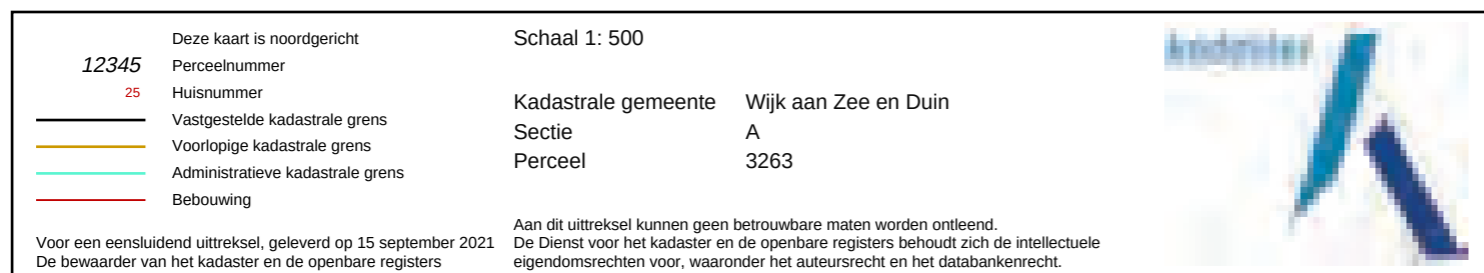 Deze kaart is noordgericht
12345 Perceelnummer
25 Huisnummer
Vastgestelde kadastrale grens
Voorlopige kadastrale grens
Administratieve kadastrale grens
Bebouwing
Voor een eensluidend uittreksel, geleverd op 15 september 2021
De bewaarder van het kadaster en de openbare registers
Schaal 1: 500
Kadastrale gemeente Wijk aan Zee en Duin
Sectie A
Perceel 3263
Aan dit uittreksel kunnen geen betrouwbare maten worden ontleend.
De Dienst voor het kadaster en de openbare registers behoudt zich de intellectuele
eigendomsrechten voor, waaronder het auteursrecht en het databankenrecht.
kadaster